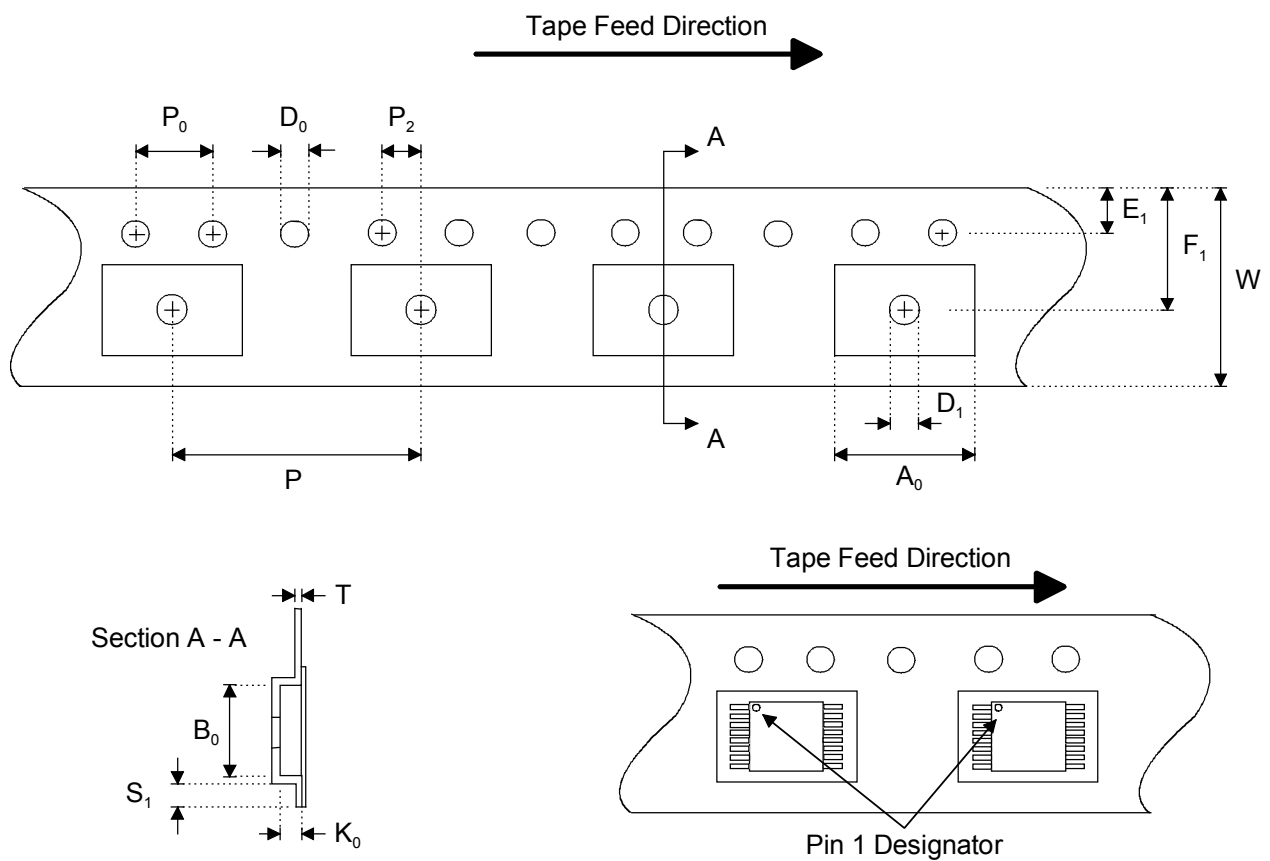 Tape Feed Direction
P₀
D₀
P₂
A
E₁
F₁
W
D₁
A
A₀
P
Tape Feed Direction
T
Section A - A
B₀
S₁
K₀
Pin 1 Designator